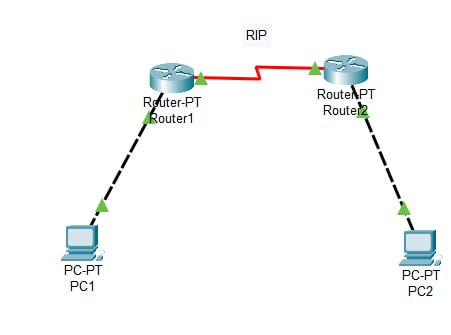 RIP
Router-PT
Router1
Router-PT
Router2
PC-PT
PC1
PC-PT
PC2